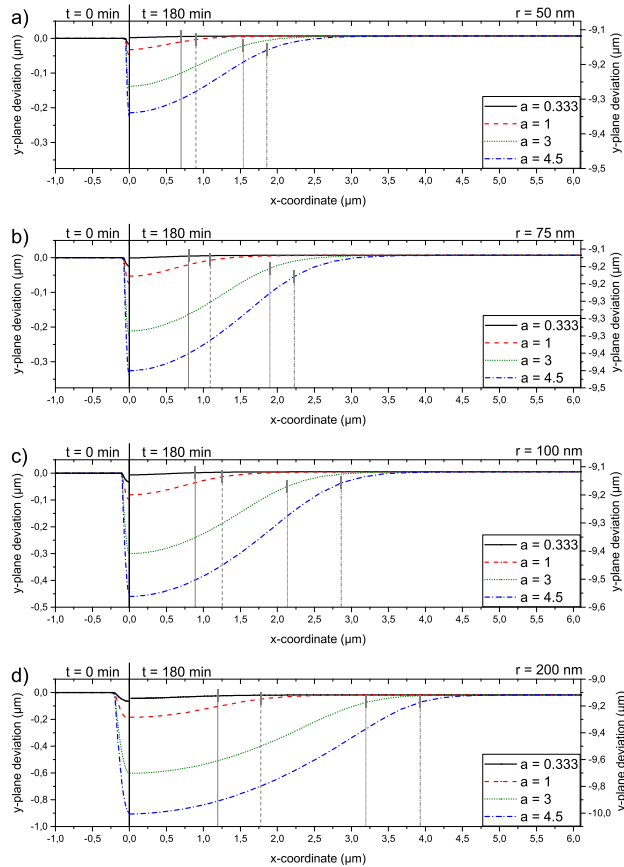 a) t = 0 min t = 180 min r = 50 nm
0,0 -9,1
-0,1 -9,2
-0,2 -9,3
-0,3
-9,5
y-plane deviation (µm)
y-plane deviation (µm)
a = 0.333
a = 1
a = 3
a = 4.5
-1,0 -0,5 0,0 0,5 1,0 1,5 2,0 2,5 3,0 3,5 4,0 4,5 5,0 5,5 6,0
x-coordinate (µm)
b) t = 0 min t = 180 min r = 75 nm
0,0 -9,1
-0,1 -9,2
-0,2 -9,3
-0,3 -9,4
-9,5
y-plane deviation (µm)
y-plane deviation (µm)
a = 0.333
a = 1
a = 3
a = 4.5
-1,0 -0,5 0,0 0,5 1,0 1,5 2,0 2,5 3,0 3,5 4,0 4,5 5,0 5,5 6,0
x-coordinate (µm)
c) t = 0 min t = 180 min r = 100 nm
0,0 -9,1
-0,1 -9,2
-0,2
-0,3 -9,4
-0,4
-0,5 -9,6
y-plane deviation (µm)
y-plane deviation (µm)
a = 0.333
a = 1
a = 3
a = 4.5
-1,0 -0,5 0,0 0,5 1,0 1,5 2,0 2,5 3,0 3,5 4,0 4,5 5,0 5,5 6,0
x-coordinate (µm)
d) t = 0 min t = 180 min r = 200 nm
0,0 -9,0
-0,2 -9,2
-0,4 -9,4
-0,6 -9,6
-0,8 -9,8
-1,0 -10,0
y-plane deviation (µm)
y-plane deviation (µm)
a = 0.333
a = 1
a = 3
a = 4.5
-1,0 -0,5 0,0 0,5 1,0 1,5 2,0 2,5 3,0 3,5 4,0 4,5 5,0 5,5 6,0
x-coordinate (µm)